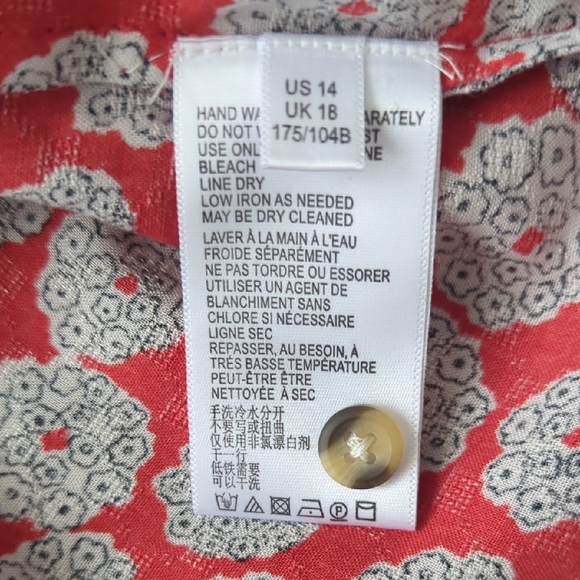 US 14
UK 18
175/104B
HAND WA ARATELY
DO NOT W ST
USE ONL NE
BLEACH
LINE DRY
LOW IRON AS NEEDED
MAY BE DRY CLEANED
LAVER À LA MAIN À L'EAU
FROIDE SÉPARÉMENT
NE PAS TORDRE OU ESSORER
UTILISER UN AGENT DE
BLANCHIMENT SANS
CHLORE SI NÉCESSAIRE
LIGNE SEC
REPASSER, AU BESOIN, À
TRÈS BASSE TEMPÉRATURE
PEUT-ÊTRE ÊTRE
NETTOYÉE À SEC
手洗冷水分开
不要写或扭曲
仅使用非氯漂白剂
干一行
低铁需要
可以干洗
P